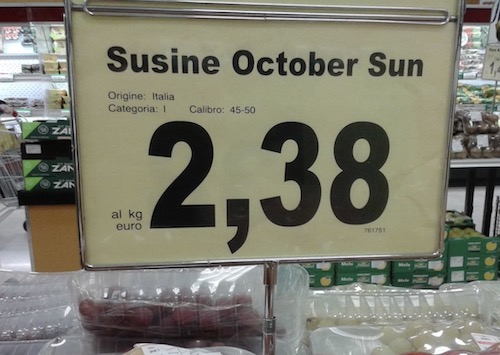 Susine October Sun
Origine: Italia
Categoria: I Calibro: 45-50
2,38
al kg
euro
761751